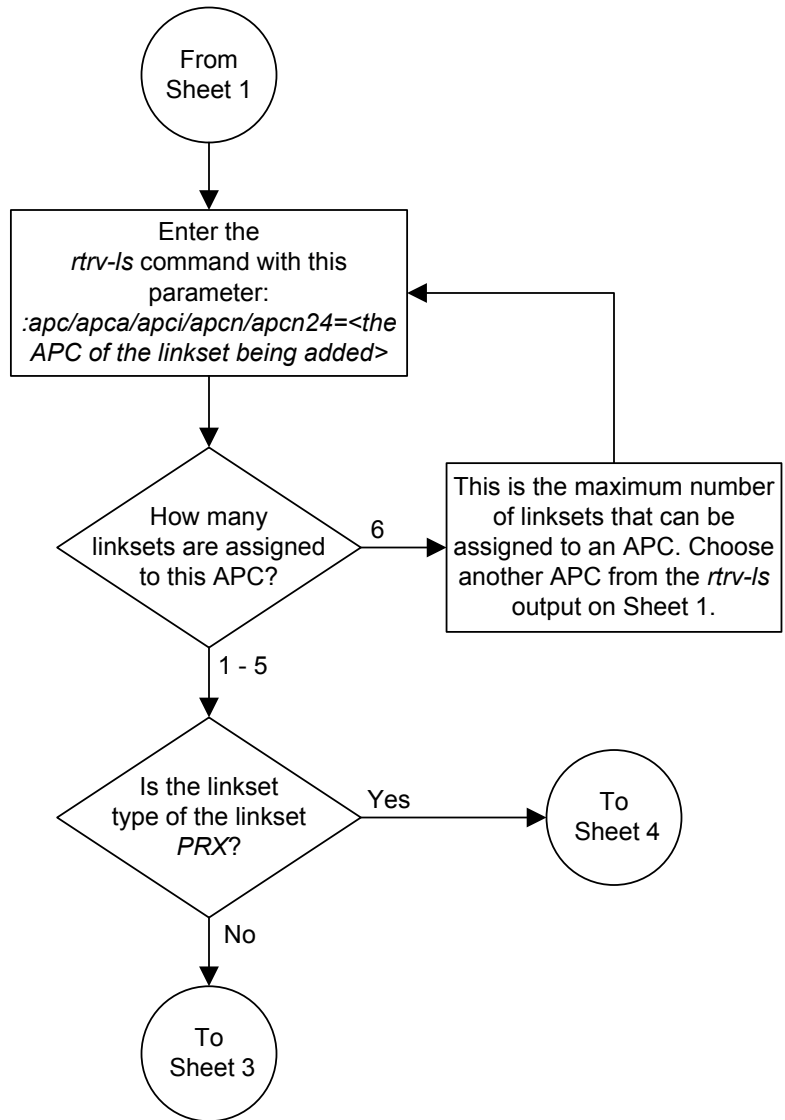 From
Sheet 1
Enter the
rtrv-ls command with this
parameter:
:apc/apca/apci/apcn/apcn24=<the
APC of the linkset being added>
How many
linksets are assigned
to this APC?
6
This is the maximum number
of linksets that can be
assigned to an APC. Choose
another APC from the rtrv-ls
output on Sheet 1.
1 - 5
Is the linkset
type of the linkset
PRX?
Yes
To
Sheet 4
No
To
Sheet 3